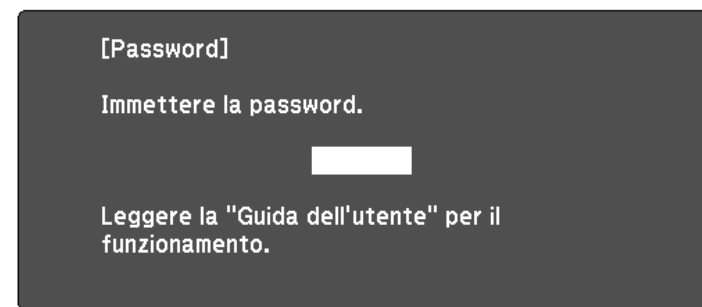 [Password]
Immettere la password.
Leggere la "Guida dell'utente" per il
funzionamento.